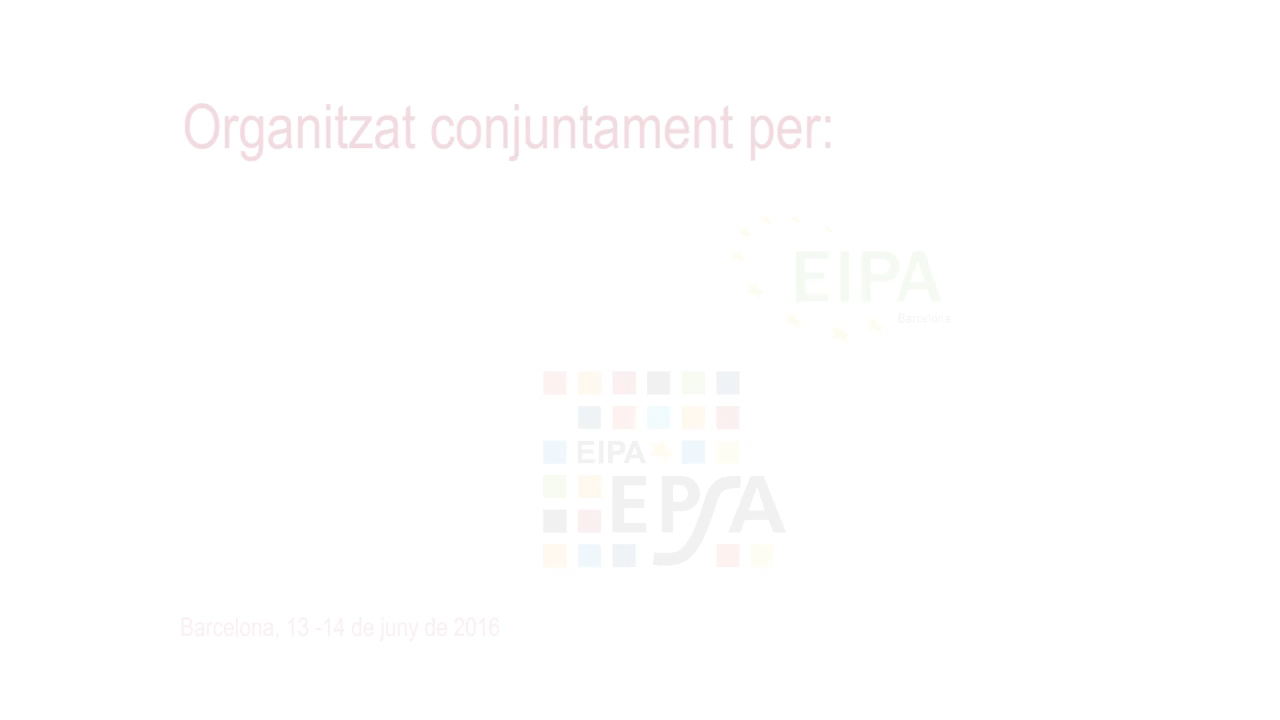 Organitzat conjuntament per:
EIPA
Barcelona
EIPA
EPSA
Barcelona, 13 -14 de juny de 2016